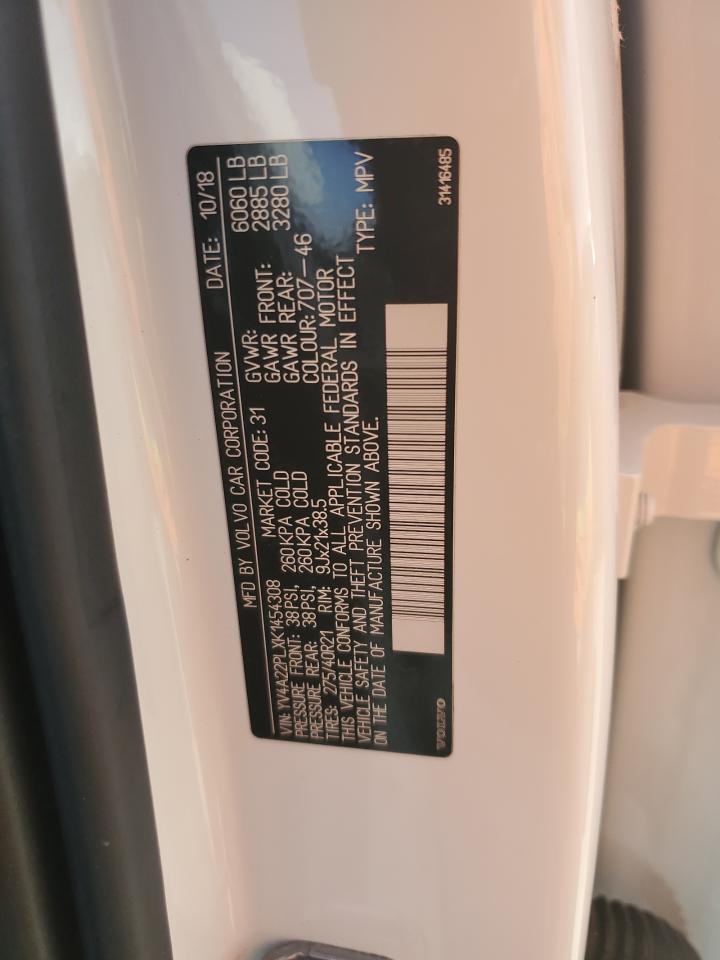 MFD BY VOLVO CAR CORPORATION DATE: 10/18
VIN: YV4A22PLXK1454308 MARKET CODE: 31 GVWR: 6060 LB
PRESSURE FRONT: 38PSI, 260KPA COLD GAWR FRONT: 2885 LB
PRESSURE REAR: 38PSI, 260KPA COLD GAWR REAR: 3280 LB
TIRES: 275/40R21 RIM: 9Jx21x38.5 COLOUR: 707-46
THIS VEHICLE CONFORMS TO ALL APPLICABLE FEDERAL MOTOR
VEHICLE SAFETY AND THEFT PREVENTION STANDARDS IN EFFECT
ON THE DATE OF MANUFACTURE SHOWN ABOVE. TYPE: MPV
VOLVO 31416485